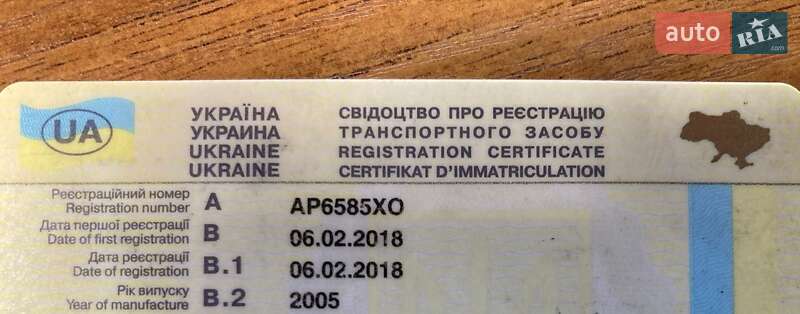 auto RIA.com
UA
УКРАЇНА СВІДОЦТВО ПРО РЕЄСТРАЦІЮ
УКРАИНА ТРАНСПОРТНОГО ЗАСОБУ
UKRAINE REGISTRATION CERTIFICATE
UKRAINE CERTIFIKAT D'IMMATRICULATION
Реєстраційний номер
Registration number A AP6585XO
Дата першої реєстрації
Date of first registration B 06.02.2018
Дата реєстрації
Date of registration B.1 06.02.2018
Рік випуску
Year of manufacture B.2 2005